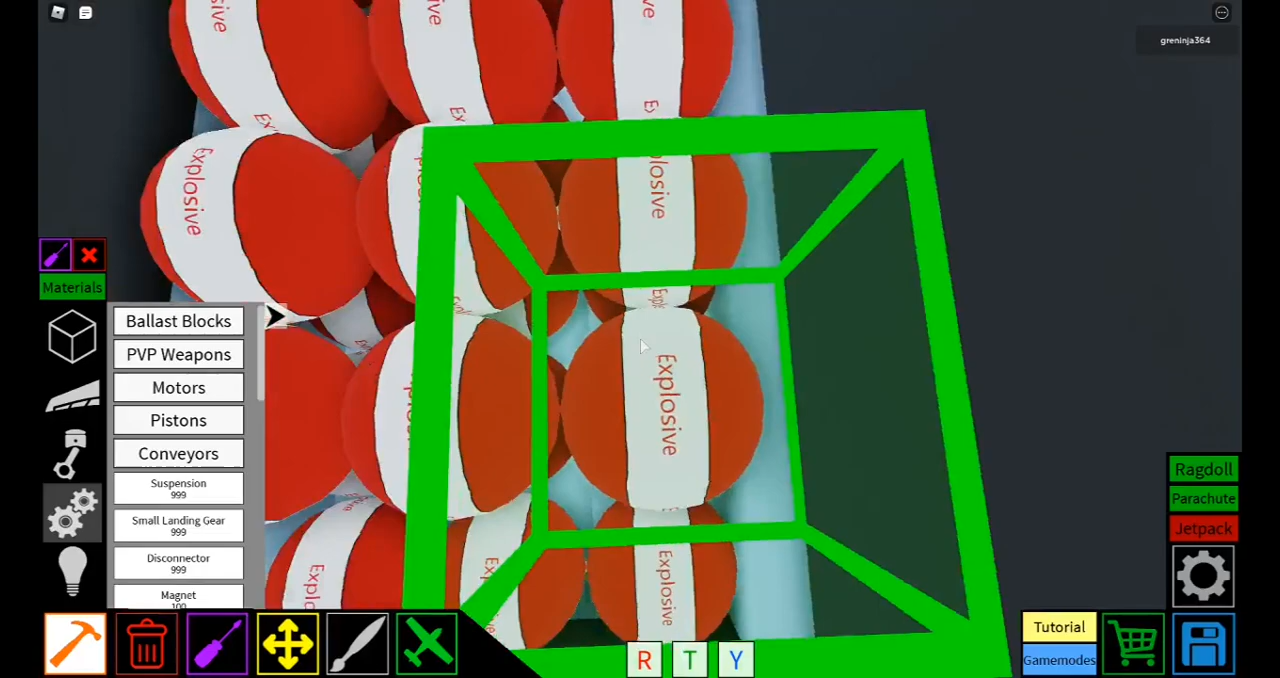 greninja364
Explosive
Explosive
Explosive
Explosive
Materials
Ballast Blocks
PVP Weapons
Motors
Pistons
Conveyors
Suspension
999
Small Landing Gear
999
Disconnector
999
Magnet
100
Ragdoll
Parachute
Jetpack
R T Y
Tutorial
Gamemodes